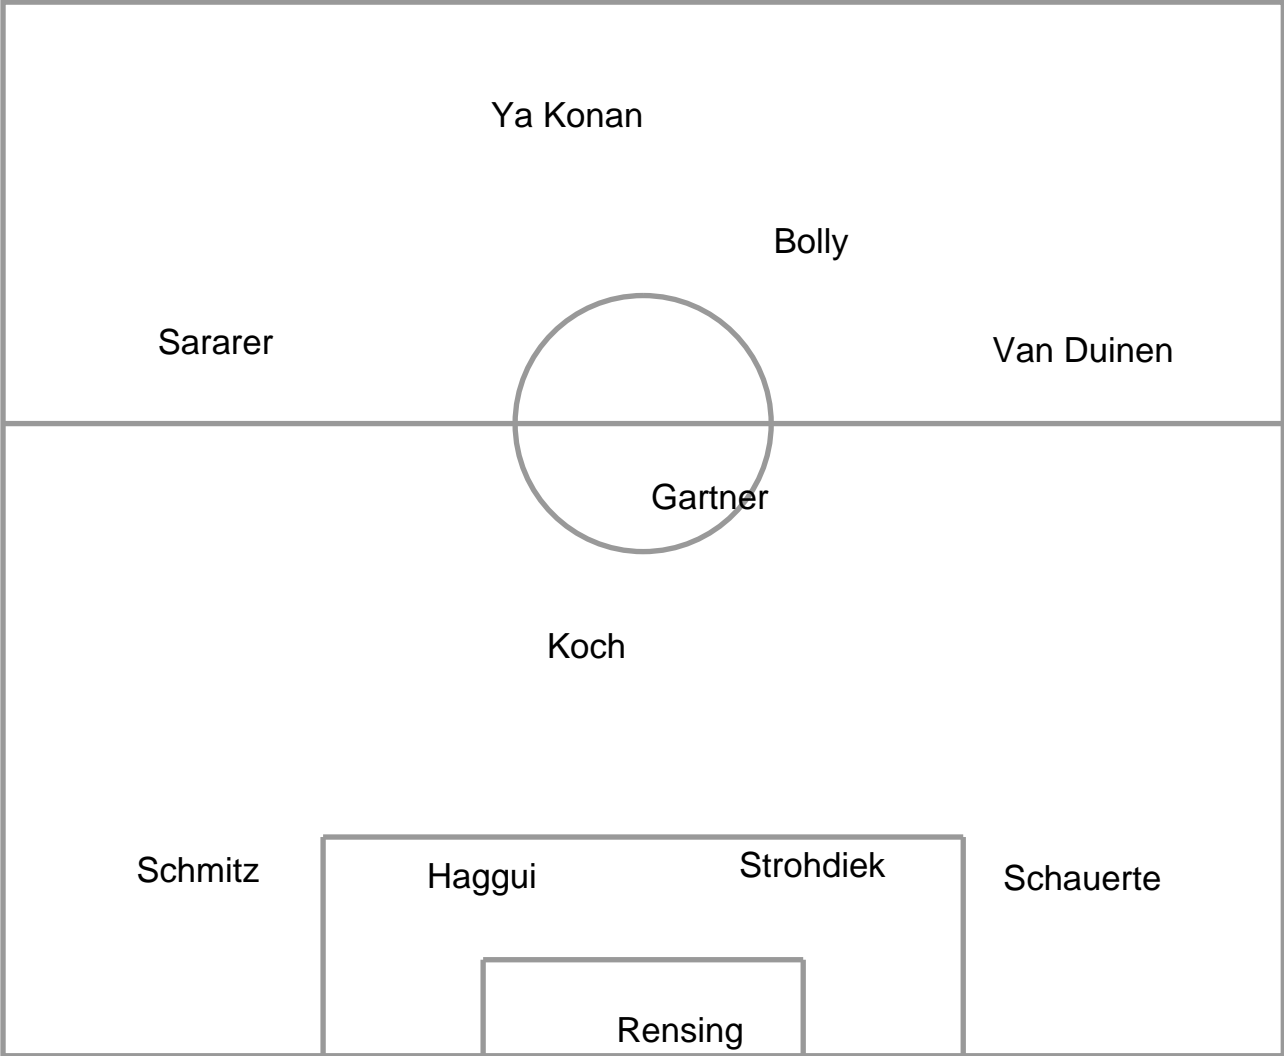 Ya Konan
Bolly
Sararer
Van Duinen
Gartner
Koch
Schmitz
Haggui
Strohdiek
Schauerte
Rensing